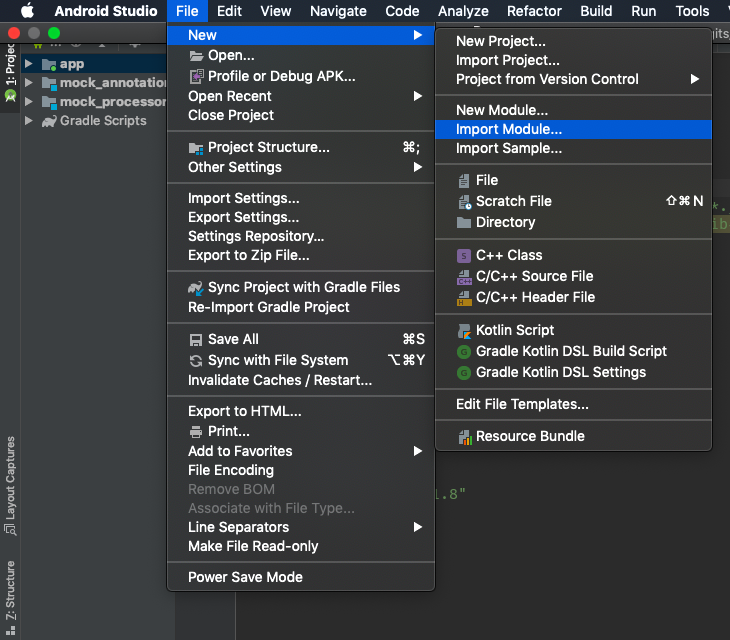 Android Studio File Edit View Navigate Code Analyze Refactor Build Run Tools
New
Open...
Profile or Debug APK...
Open Recent
Close Project
Project Structure... ⌘;
Other Settings
Import Settings...
Export Settings...
Settings Repository...
Export to Zip File...
Sync Project with Gradle Files
Re-Import Gradle Project
Save All ⌘S
Sync with File System ⌥⌘Y
Invalidate Caches / Restart...
Export to HTML...
Print...
Add to Favorites
File Encoding
Remove BOM
Associate with File Type...
Line Separators
Make File Read-only
Power Save Mode
New Project...
Import Project...
Project from Version Control
New Module...
Import Module...
Import Sample...
File
Scratch File ⇧⌘N
Directory
C++ Class
C/C++ Source File
C/C++ Header File
Kotlin Script
Gradle Kotlin DSL Build Script
Gradle Kotlin DSL Settings
Edit File Templates...
Resource Bundle
1: Projec
app
mock_annotation
mock_processor
Gradle Scripts
Layout Captures
Z: Structure
its
*.
ib
1.8"